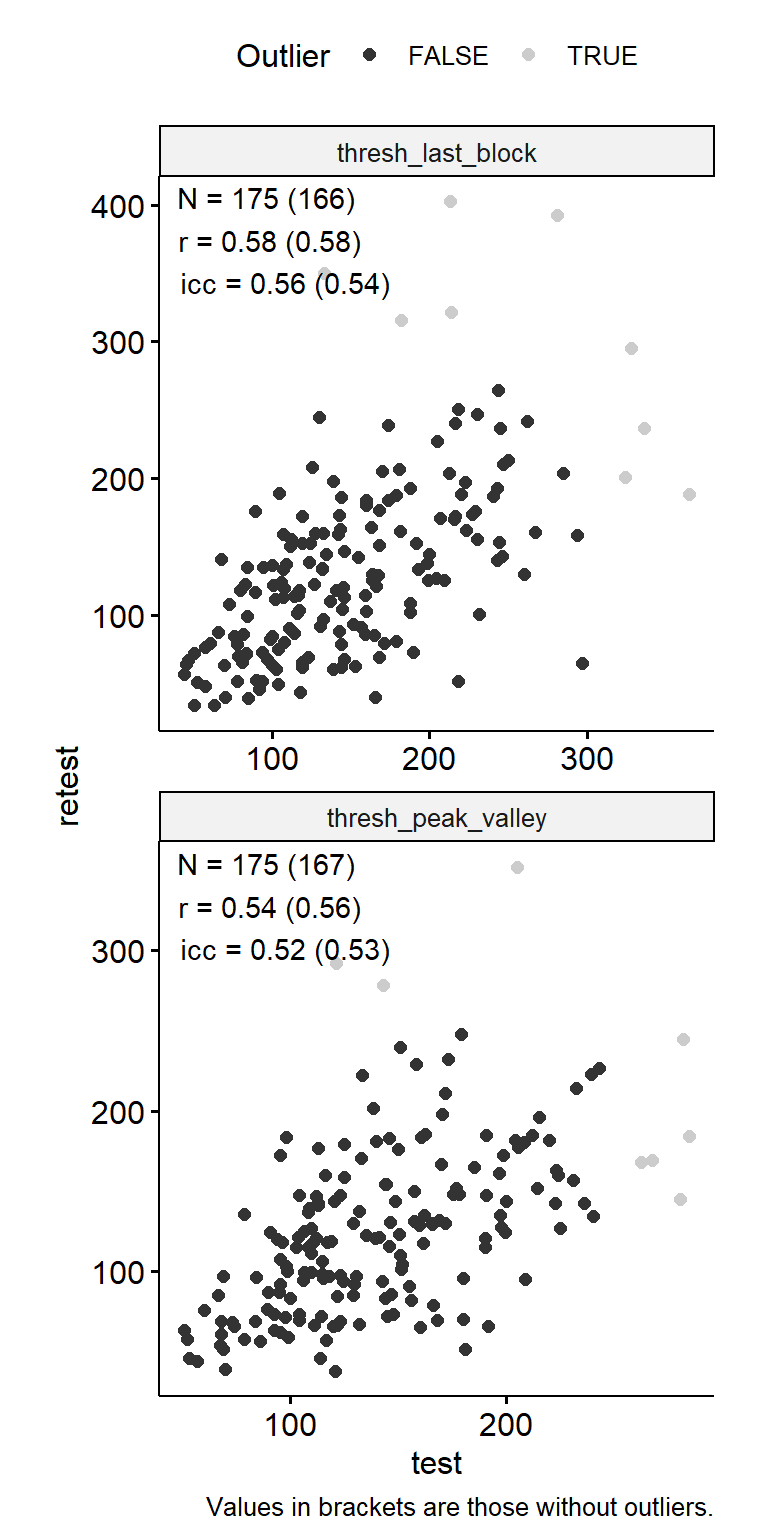 Outlier FALSE TRUE
thresh_last_block
N = 175 (166)
r = 0.58 (0.58)
icc = 0.56 (0.54)
400
300
200
100
100 200 300
retest
thresh_peak_valley
N = 175 (167)
r = 0.54 (0.56)
icc = 0.52 (0.53)
300
200
100
100 200
test
Values in brackets are those without outliers.